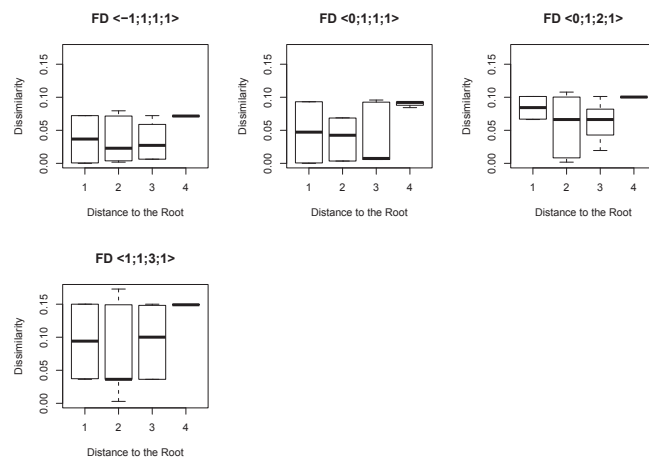 FD <−1;1;1;1>
Dissimilarity
0.00 0.05 0.10 0.15
1 2 3 4
Distance to the Root
FD <0;1;1;1>
Dissimilarity
0.00 0.05 0.10 0.15
1 2 3 4
Distance to the Root
FD <0;1;2;1>
Dissimilarity
0.00 0.05 0.10 0.15
1 2 3 4
Distance to the Root
FD <1;1;3;1>
Dissimilarity
0.00 0.05 0.10 0.15
1 2 3 4
Distance to the Root